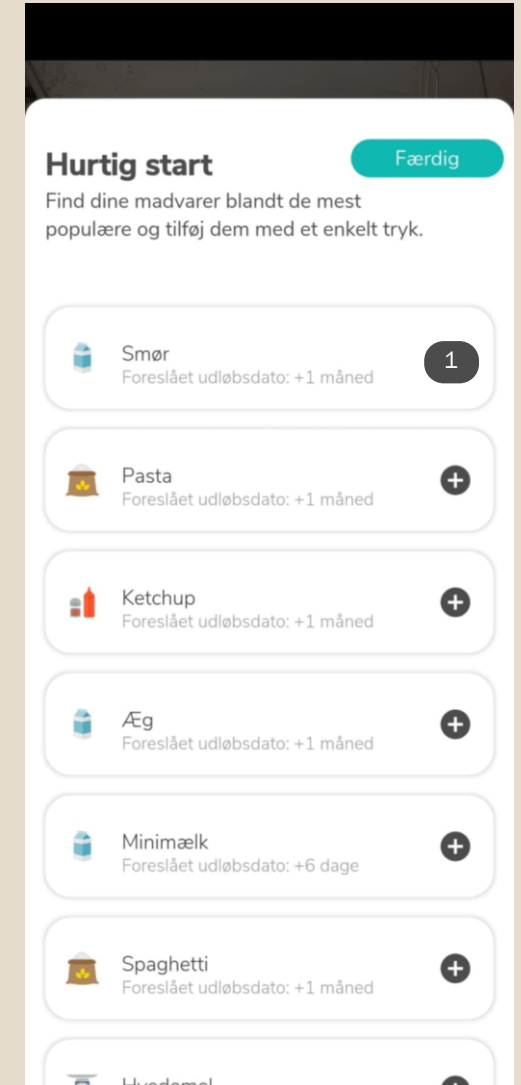 Hurtig start
Færdig
Find dine madvarer blandt de mest
populære og tilføj dem med et enkelt tryk.
Smør
Foreslået udløbsdato: +1 måned
1
Pasta
Foreslået udløbsdato: +1 måned
Ketchup
Foreslået udløbsdato: +1 måned
Æg
Foreslået udløbsdato: +1 måned
Minimælk
Foreslået udløbsdato: +6 dage
Spaghetti
Foreslået udløbsdato: +1 måned
Hvedemel